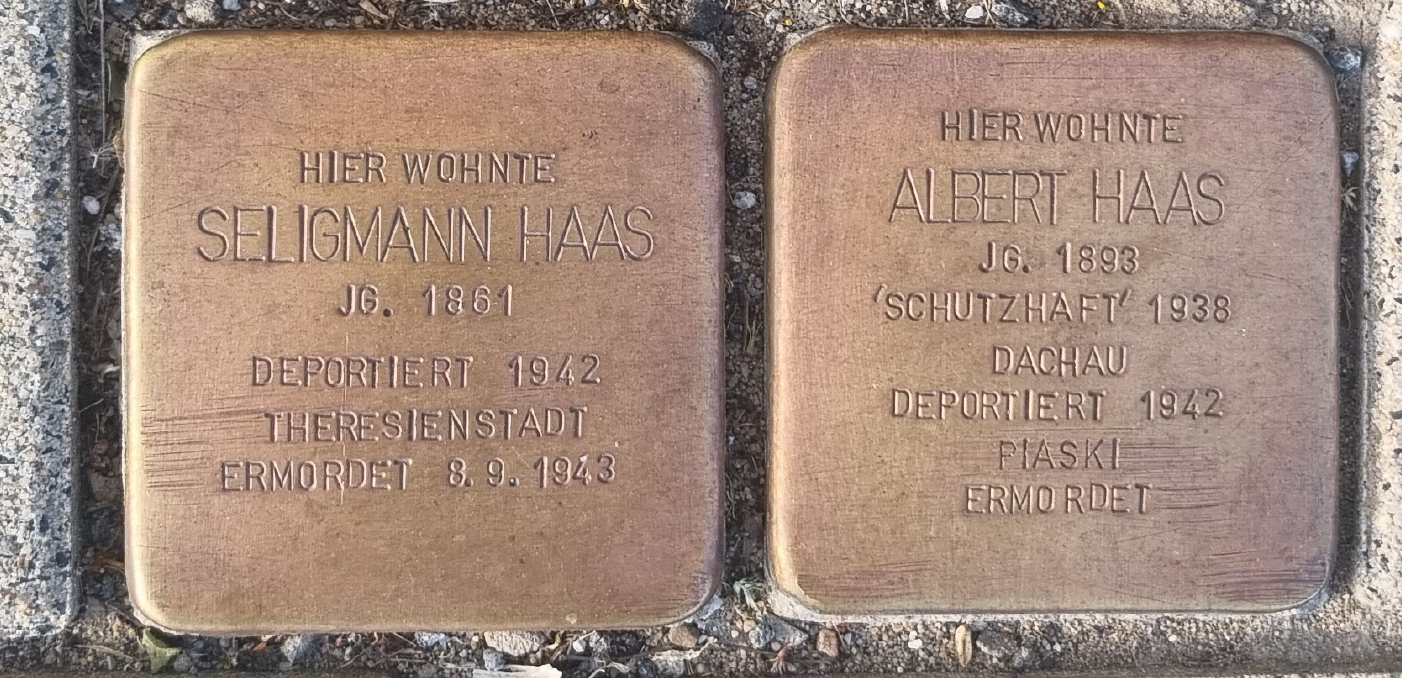 HIER WOHNTE
SELIGMANN HAAS
JG. 1861
DEPORTIERT 1942
THERESIENSTADT
ERMORDET 8.9.1943
HIER WOHNTE
ALBERT HAAS
JG. 1893
'SCHUTZHAFT' 1938
DACHAU
DEPORTIERT 1942
PIASKI
ERMORDET